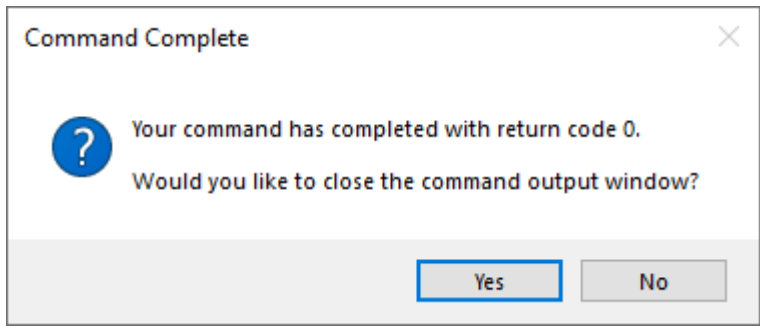 Command Complete
?
Your command has completed with return code 0.
Would you like to close the command output window?
Yes No